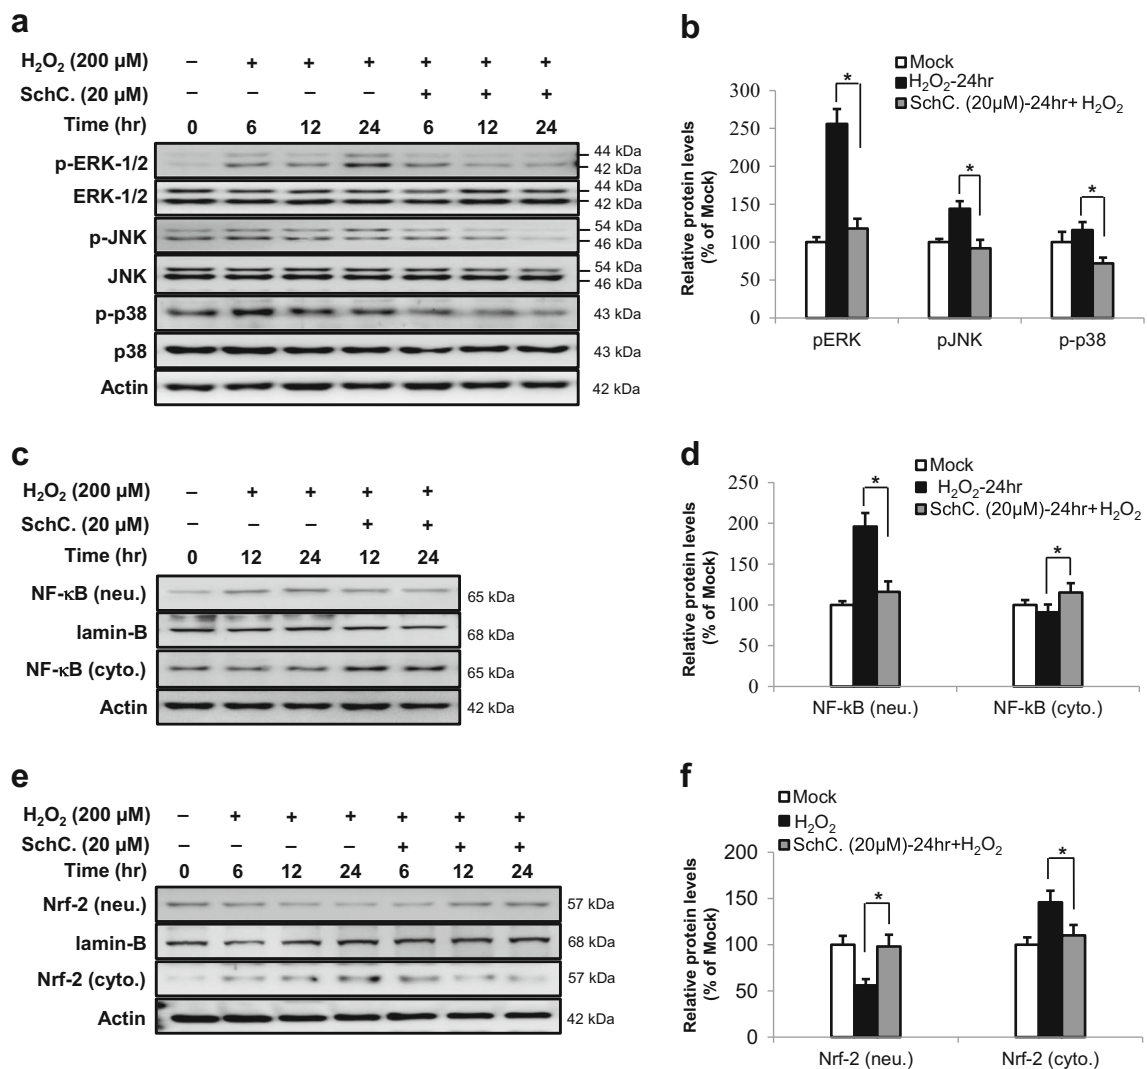 a
H₂O₂ (200 µM) – + + + + + +
SchC. (20 µM) – – – – + + +
Time (hr) 0 6 12 24 6 12 24
p-ERK-1/2 44 kDa
42 kDa
ERK-1/2 44 kDa
42 kDa
p-JNK 54 kDa
46 kDa
JNK 54 kDa
46 kDa
p-p38 43 kDa
p38 43 kDa
Actin 42 kDa
b
Mock
H₂O₂-24hr
SchC. (20µM)-24hr+ H₂O₂
Relative protein levels
(% of Mock)
300
250
200
150
100
50
0
* * *
pERK pJNK p-p38
c
H₂O₂ (200 µM) – + + + +
SchC. (20 µM) – – – + +
Time (hr) 0 12 24 12 24
NF-κB (neu.) 65 kDa
lamin-B 68 kDa
NF-κB (cyto.) 65 kDa
Actin 42 kDa
d
Mock
H₂O₂-24hr
SchC. (20µM)-24hr+H₂O₂
Relative protein levels
(% of Mock)
250
200
150
100
50
0
* *
NF-kB (neu.) NF-kB (cyto.)
e
H₂O₂ (200 µM) – + + + + + +
SchC. (20 µM) – – – – + + +
Time (hr) 0 6 12 24 6 12 24
Nrf-2 (neu.) 57 kDa
lamin-B 68 kDa
Nrf-2 (cyto.) 57 kDa
Actin 42 kDa
f
Mock
H₂O₂
SchC. (20µM)-24hr+H₂O₂
Relative protein levels
(% of Mock)
200
150
100
50
0
* *
Nrf-2 (neu.) Nrf-2 (cyto.)